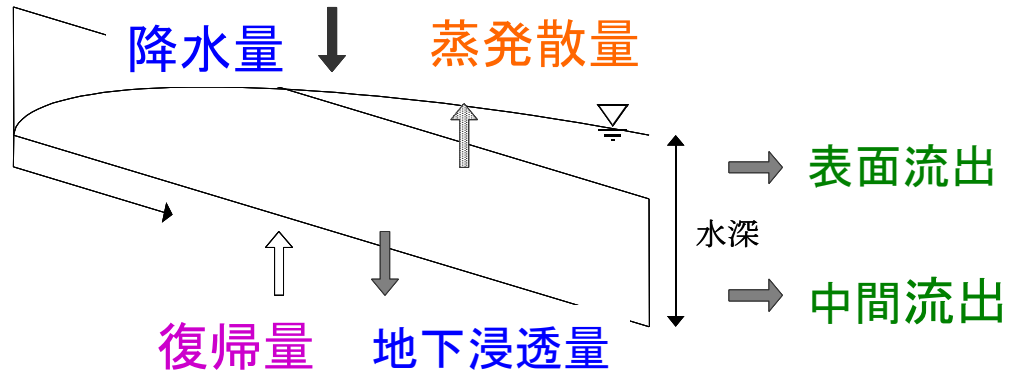 降水量
蒸発散量
表面流出
水深
中間流出
復帰量
地下浸透量